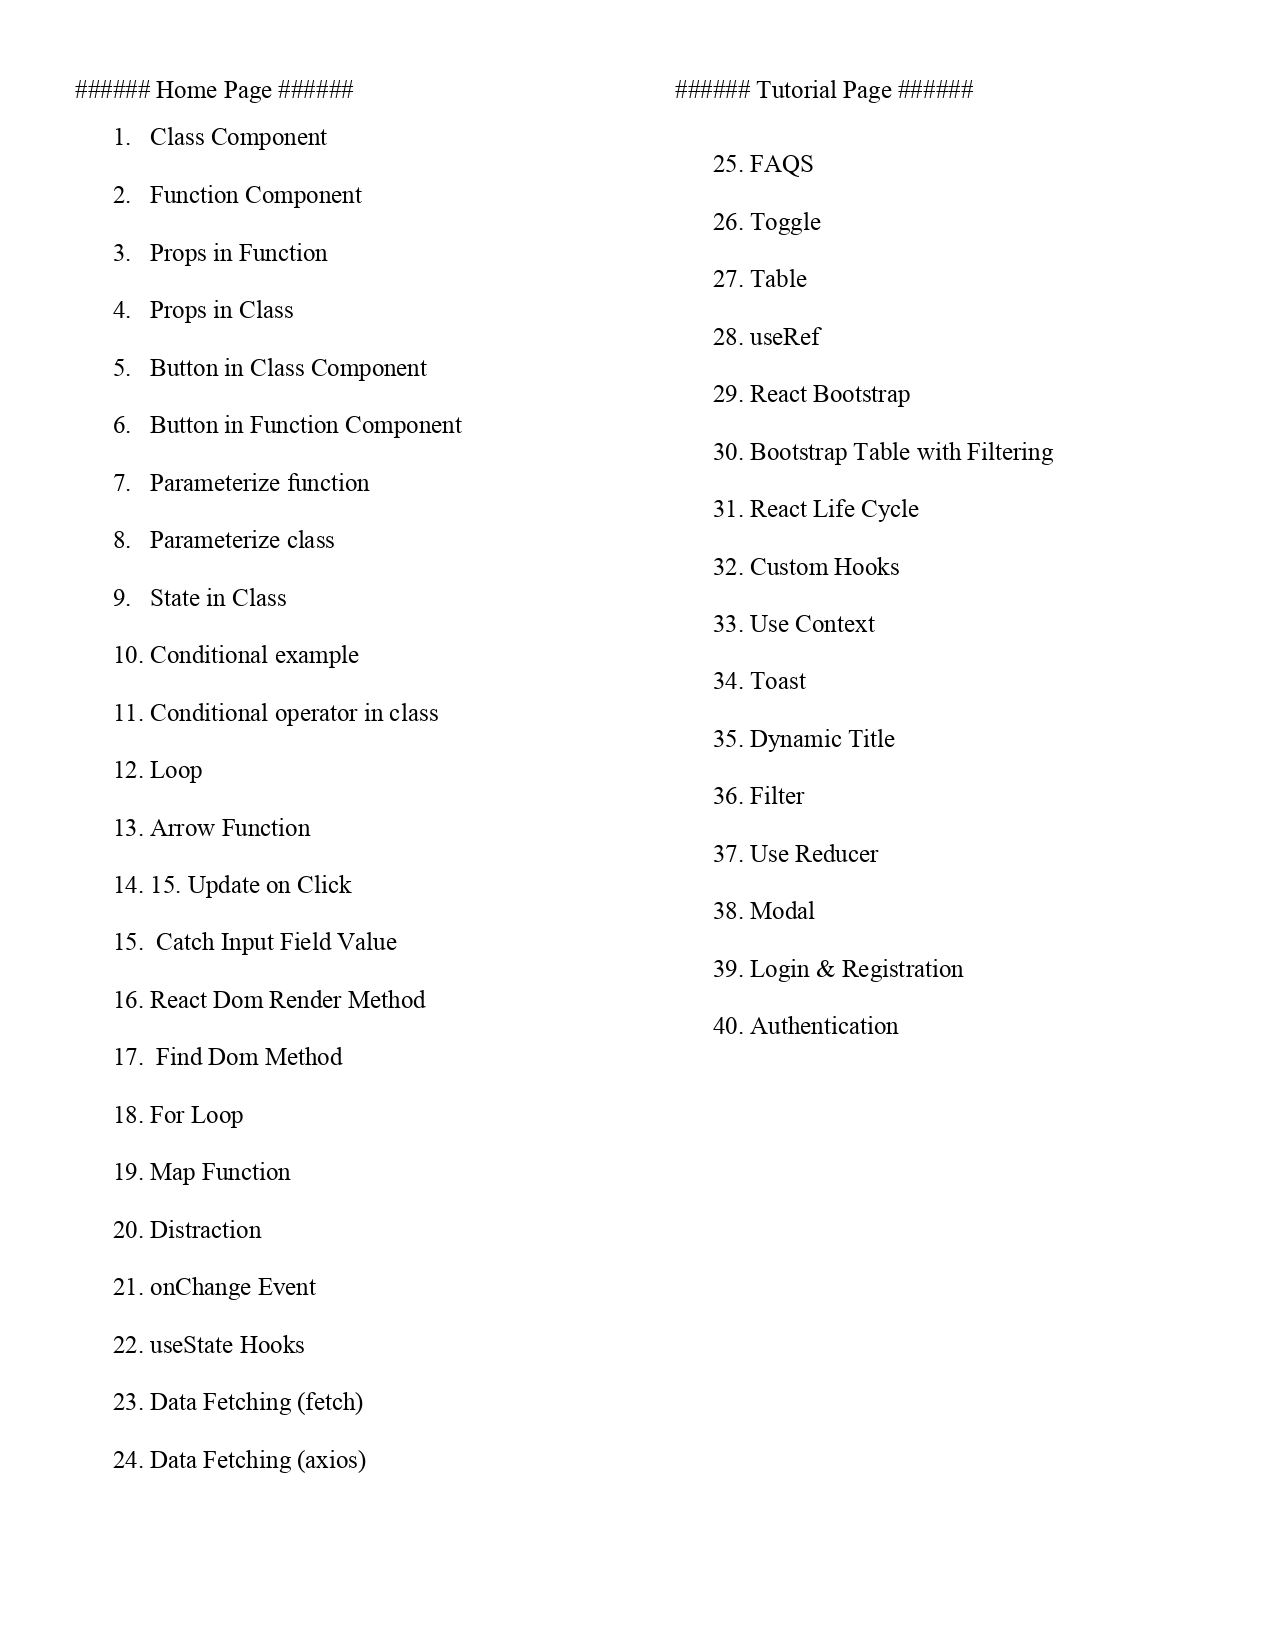 ###### Home Page ######
1. Class Component
2. Function Component
3. Props in Function
4. Props in Class
5. Button in Class Component
6. Button in Function Component
7. Parameterize function
8. Parameterize class
9. State in Class
10. Conditional example
11. Conditional operator in class
12. Loop
13. Arrow Function
14. 15. Update on Click
15. Catch Input Field Value
16. React Dom Render Method
17. Find Dom Method
18. For Loop
19. Map Function
20. Distraction
21. onChange Event
22. useState Hooks
23. Data Fetching (fetch)
24. Data Fetching (axios)
###### Tutorial Page ######
25. FAQS
26. Toggle
27. Table
28. useRef
29. React Bootstrap
30. Bootstrap Table with Filtering
31. React Life Cycle
32. Custom Hooks
33. Use Context
34. Toast
35. Dynamic Title
36. Filter
37. Use Reducer
38. Modal
39. Login & Registration
40. Authentication